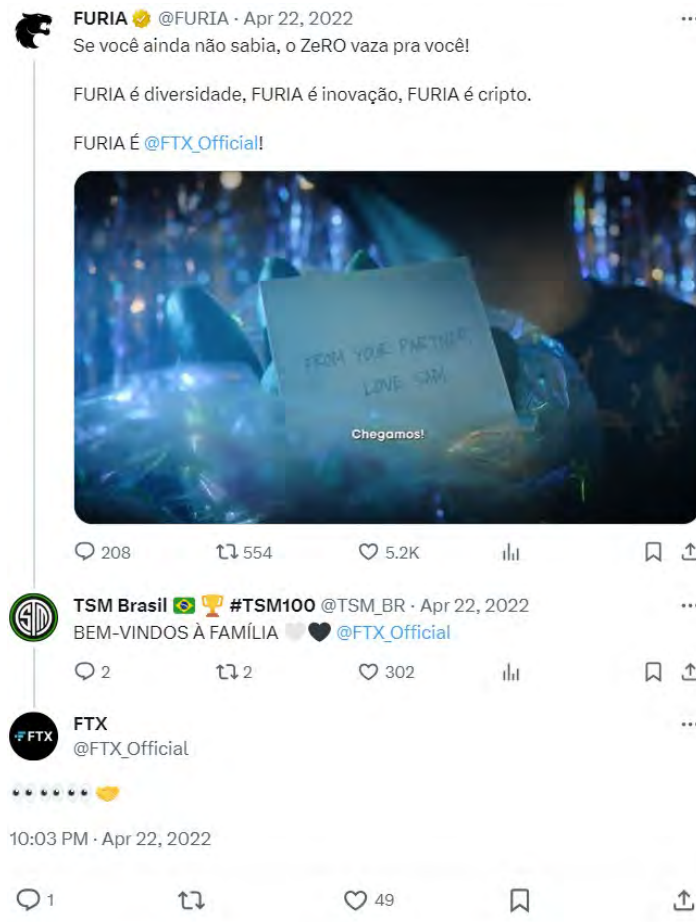 FURIA @FURIA · Apr 22, 2022
Se você ainda não sabia, o ZeRO vaza pra você!
FURIA é diversidade, FURIA é inovação, FURIA é cripto.
FURIA É @FTX_Official!
FROM YOUR PARTNER,
LOVE SAM
Chegamos!
208 554 5.2K
TSM Brasil 🇧🇷 🏆 #TSM100 @TSM_BR · Apr 22, 2022
BEM-VINDOS À FAMÍLIA 🤍🖤 @FTX_Official
2 2 302
FTX
FTX
@FTX_Official
👀👀👀🤝
10:03 PM · Apr 22, 2022
1 49